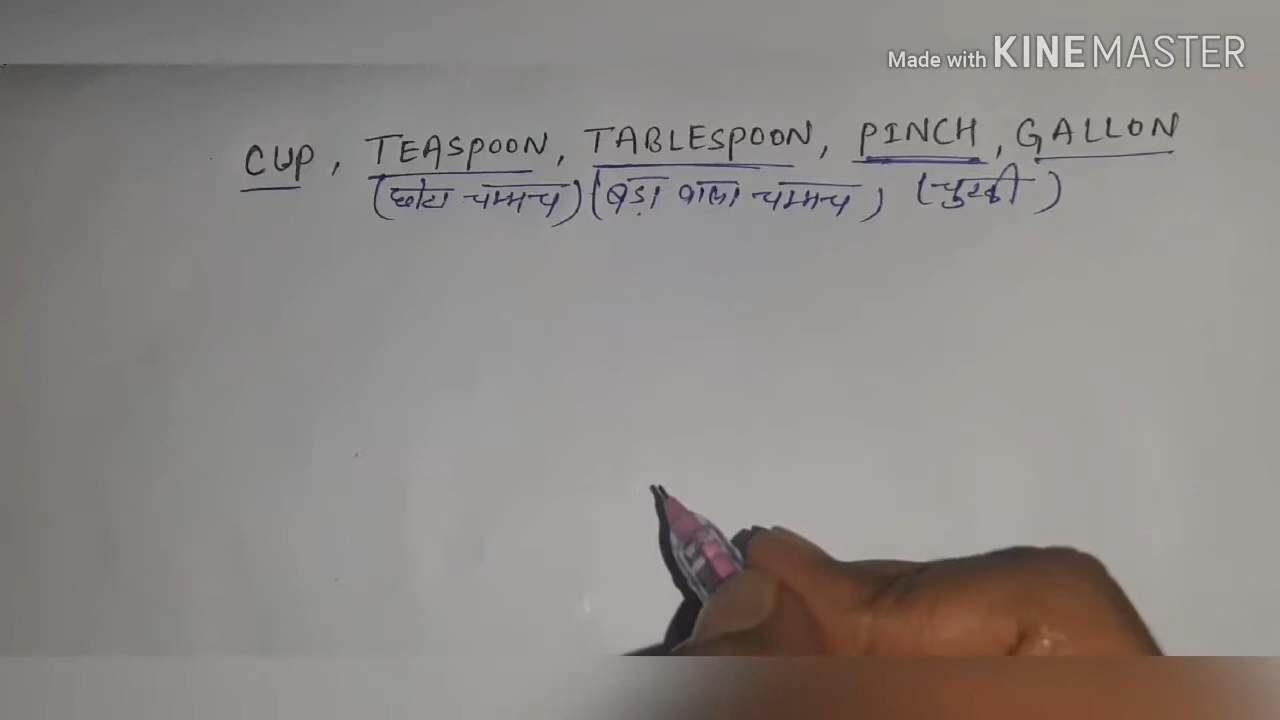 Made with KINEMASTER
CUP, TEASPOON, TABLESPOON, PINCH, GALLON
(छोटा चम्मच) (बड़ा वाला चम्मच) (चुटकी)